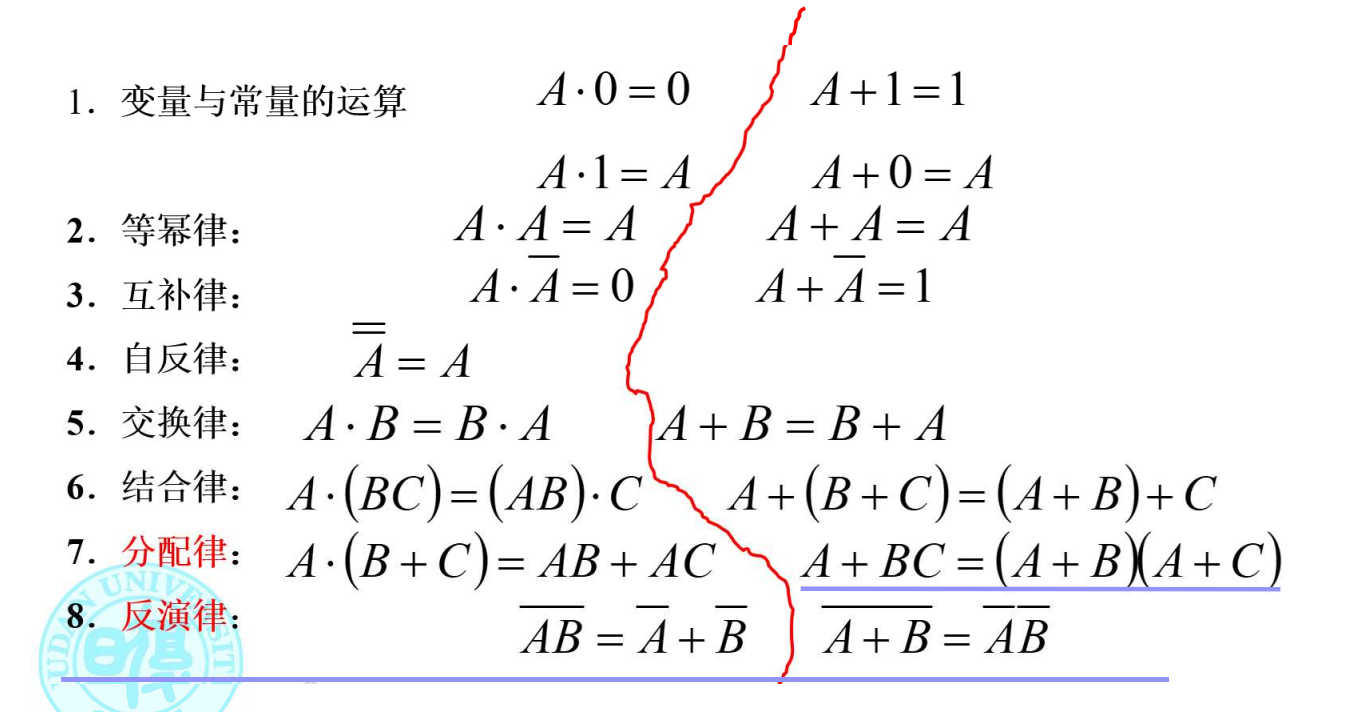 1. 变量与常量的运算 A·0=0 A+1=1
A·1=A A+0=A
2. 等幂律： A·A=A A+A=A
3. 互补律： A·A̅=0 A+A̅=1
4. 自反律： A̿=A
5. 交换律： A·B=B·A A+B=B+A
6. 结合律： A·(BC)=(AB)·C A+(B+C)=(A+B)+C
7. 分配律： A·(B+C)=AB+AC A+BC=(A+B)(A+C)
8. 反演律： A̅B̅=A̅+B̅ A̅+̅B̅=A̅ B̅